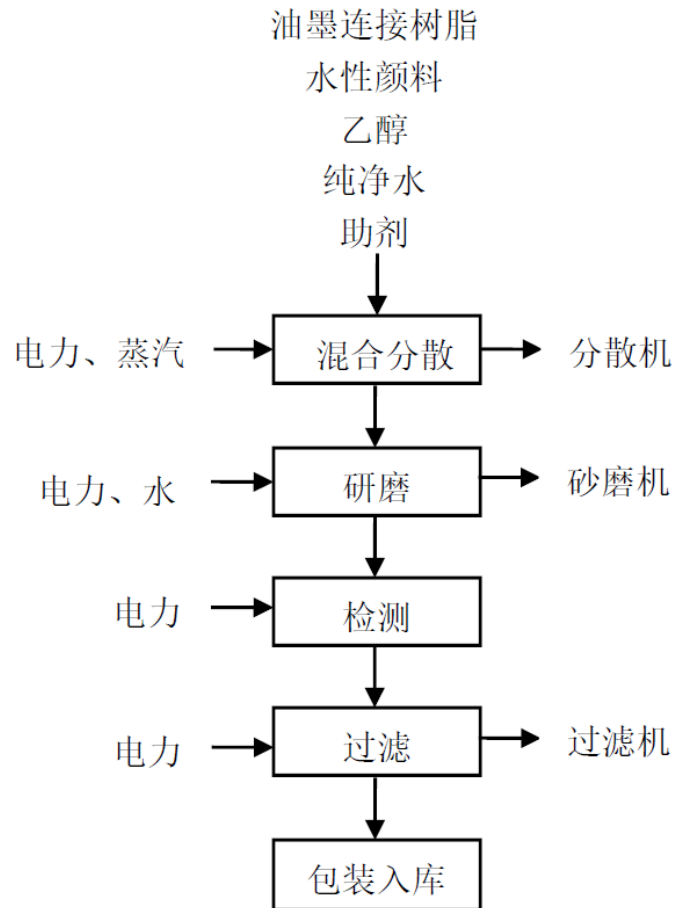 油墨连接树脂
水性颜料
乙醇
纯净水
助剂
电力、蒸汽
混合分散
分散机
电力、水
研磨
砂磨机
电力
检测
电力
过滤
过滤机
包装入库